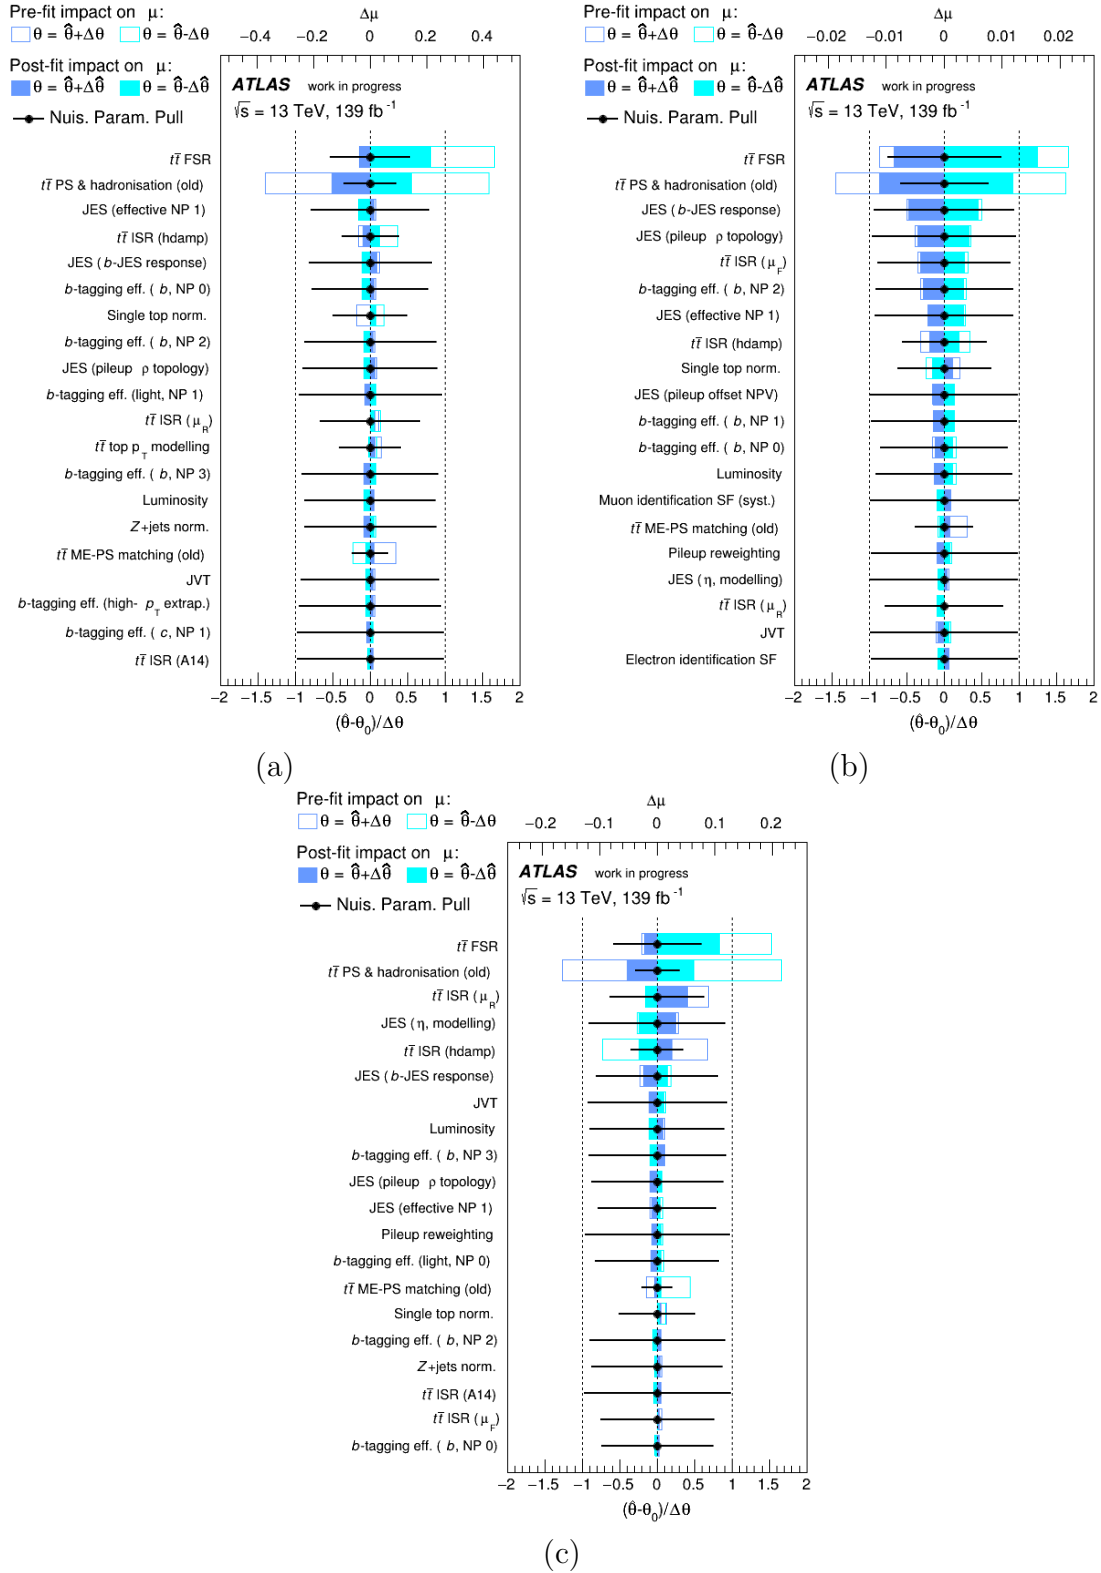 Pre-fit impact on μ:
θ = θ̂+Δθ θ = θ̂-Δθ
Post-fit impact on μ:
θ = θ̂+Δθ̂ θ = θ̂-Δθ̂
Nuis. Param. Pull
Δμ
−0.4 −0.2 0 0.2 0.4
ATLAS work in progress
√s = 13 TeV, 139 fb⁻¹
tt̄ FSR
tt̄ PS & hadronisation (old)
JES (effective NP 1)
tt̄ ISR (hdamp)
JES (b-JES response)
b-tagging eff. (b, NP 0)
Single top norm.
b-tagging eff. (b, NP 2)
JES (pileup ρ topology)
b-tagging eff. (light, NP 1)
tt̄ ISR (μ_R)
tt̄ top p_T modelling
b-tagging eff. (b, NP 3)
Luminosity
Z+jets norm.
tt̄ ME-PS matching (old)
JVT
b-tagging eff. (high- p_T extrap.)
b-tagging eff. (c, NP 1)
tt̄ ISR (A14)
−2 −1.5 −1 −0.5 0 0.5 1 1.5 2
(θ̂-θ₀)/Δθ
(a)
Pre-fit impact on μ:
θ = θ̂+Δθ θ = θ̂-Δθ
Post-fit impact on μ:
θ = θ̂+Δθ̂ θ = θ̂-Δθ̂
Nuis. Param. Pull
Δμ
−0.02 −0.01 0 0.01 0.02
ATLAS work in progress
√s = 13 TeV, 139 fb⁻¹
tt̄ FSR
tt̄ PS & hadronisation (old)
JES (b-JES response)
JES (pileup ρ topology)
tt̄ ISR (μ_F)
b-tagging eff. (b, NP 2)
JES (effective NP 1)
tt̄ ISR (hdamp)
Single top norm.
JES (pileup offset NPV)
b-tagging eff. (b, NP 1)
b-tagging eff. (b, NP 0)
Luminosity
Muon identification SF (syst.)
tt̄ ME-PS matching (old)
Pileup reweighting
JES (η, modelling)
tt̄ ISR (μ_R)
JVT
Electron identification SF
−2 −1.5 −1 −0.5 0 0.5 1 1.5 2
(θ̂-θ₀)/Δθ
(b)
Pre-fit impact on μ:
θ = θ̂+Δθ θ = θ̂-Δθ
Post-fit impact on μ:
θ = θ̂+Δθ̂ θ = θ̂-Δθ̂
Nuis. Param. Pull
Δμ
−0.2 −0.1 0 0.1 0.2
ATLAS work in progress
√s = 13 TeV, 139 fb⁻¹
tt̄ FSR
tt̄ PS & hadronisation (old)
tt̄ ISR (μ_R)
JES (η, modelling)
tt̄ ISR (hdamp)
JES (b-JES response)
JVT
Luminosity
b-tagging eff. (b, NP 3)
JES (pileup ρ topology)
JES (effective NP 1)
Pileup reweighting
b-tagging eff. (light, NP 0)
tt̄ ME-PS matching (old)
Single top norm.
b-tagging eff. (b, NP 2)
Z+jets norm.
tt̄ ISR (A14)
tt̄ ISR (μ_F)
b-tagging eff. (b, NP 0)
−2 −1.5 −1 −0.5 0 0.5 1 1.5 2
(θ̂-θ₀)/Δθ
(c)